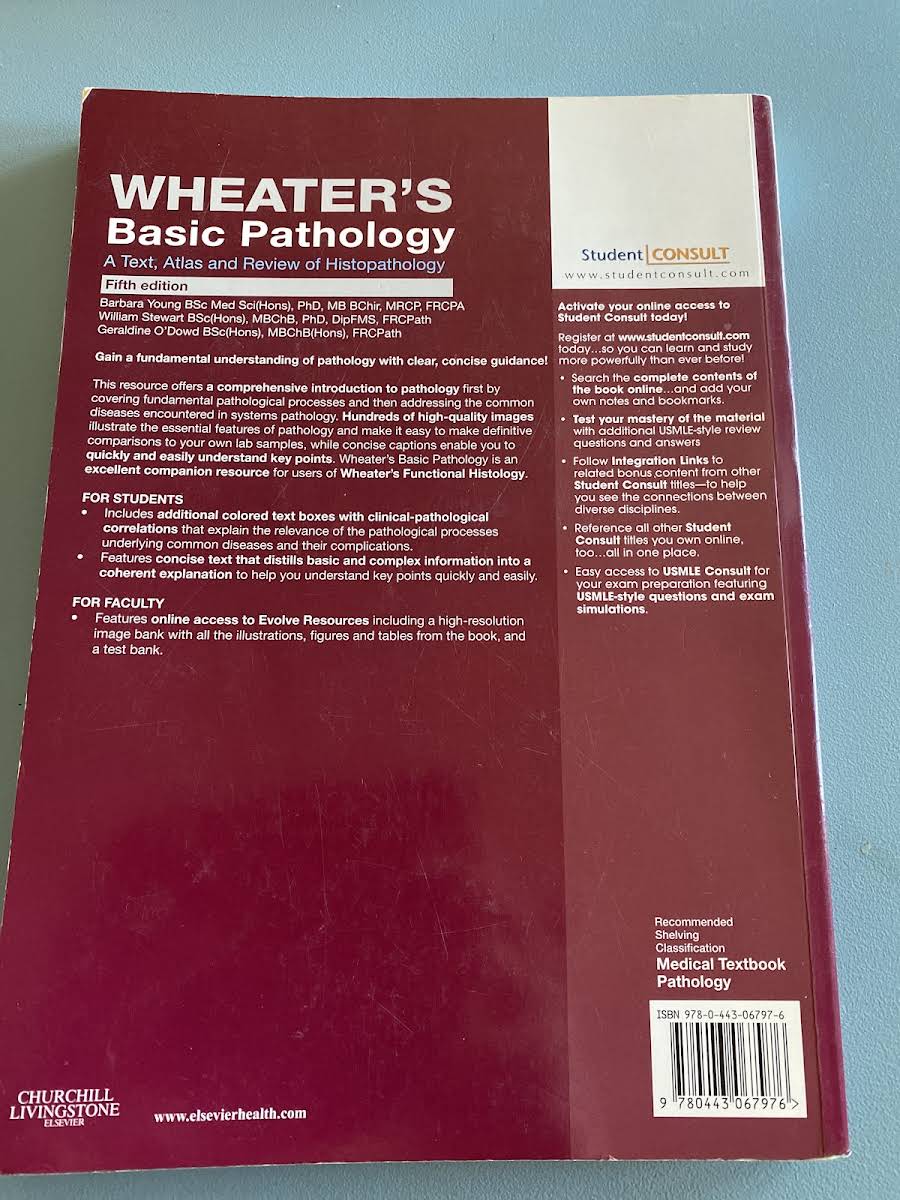 WHEATER'S
Basic Pathology
A Text, Atlas and Review of Histopathology
Fifth edition
Barbara Young BSc Med Sci(Hons), PhD, MB BChir, MRCP, FRCPA
William Stewart BSc(Hons), MBChB, PhD, DipFMS, FRCPath
Geraldine O'Dowd BSc(Hons), MBChB(Hons), FRCPath
Gain a fundamental understanding of pathology with clear, concise guidance!
This resource offers a comprehensive introduction to pathology first by
covering fundamental pathological processes and then addressing the common
diseases encountered in systems pathology. Hundreds of high-quality images
illustrate the essential features of pathology and make it easy to make definitive
comparisons to your own lab samples, while concise captions enable you to
quickly and easily understand key points. Wheater's Basic Pathology is an
excellent companion resource for users of Wheater's Functional Histology.
FOR STUDENTS
• Includes additional colored text boxes with clinical-pathological
correlations that explain the relevance of the pathological processes
underlying common diseases and their complications.
• Features concise text that distills basic and complex information into a
coherent explanation to help you understand key points quickly and easily.
FOR FACULTY
• Features online access to Evolve Resources including a high-resolution
image bank with all the illustrations, figures and tables from the book, and
a test bank.
Student CONSULT
www.studentconsult.com
Activate your online access to
Student Consult today!
Register at www.studentconsult.com
today...so you can learn and study
more powerfully than ever before!
• Search the complete contents of
the book online...and add your
own notes and bookmarks.
• Test your mastery of the material
with additional USMLE-style review
questions and answers
• Follow Integration Links to
related bonus content from other
Student Consult titles—to help
you see the connections between
diverse disciplines.
• Reference all other Student
Consult titles you own online,
too...all in one place.
• Easy access to USMLE Consult for
your exam preparation featuring
USMLE-style questions and exam
simulations.
Recommended
Shelving
Classification
Medical Textbook
Pathology
ISBN 978-0-443-06797-6
9 780443 067976 >
CHURCHILL
LIVINGSTONE
ELSEVIER
www.elsevierhealth.com